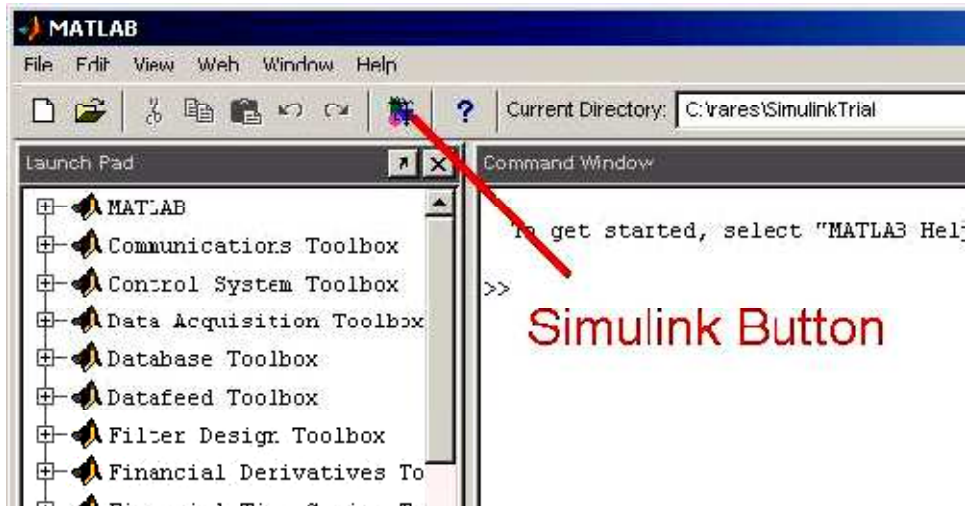 MATLAB
File Edit View Web Window Help
? Current Directory: C:\rares\SimulinkTrial
Launch Pad
Command Window
MATLAB
Communications Toolbox
Control System Toolbox
Data Acquisition Toolbox
Database Toolbox
Datafeed Toolbox
Filter Design Toolbox
Financial Derivatives To
To get started, select "MATLAB Hel
>>
Simulink Button